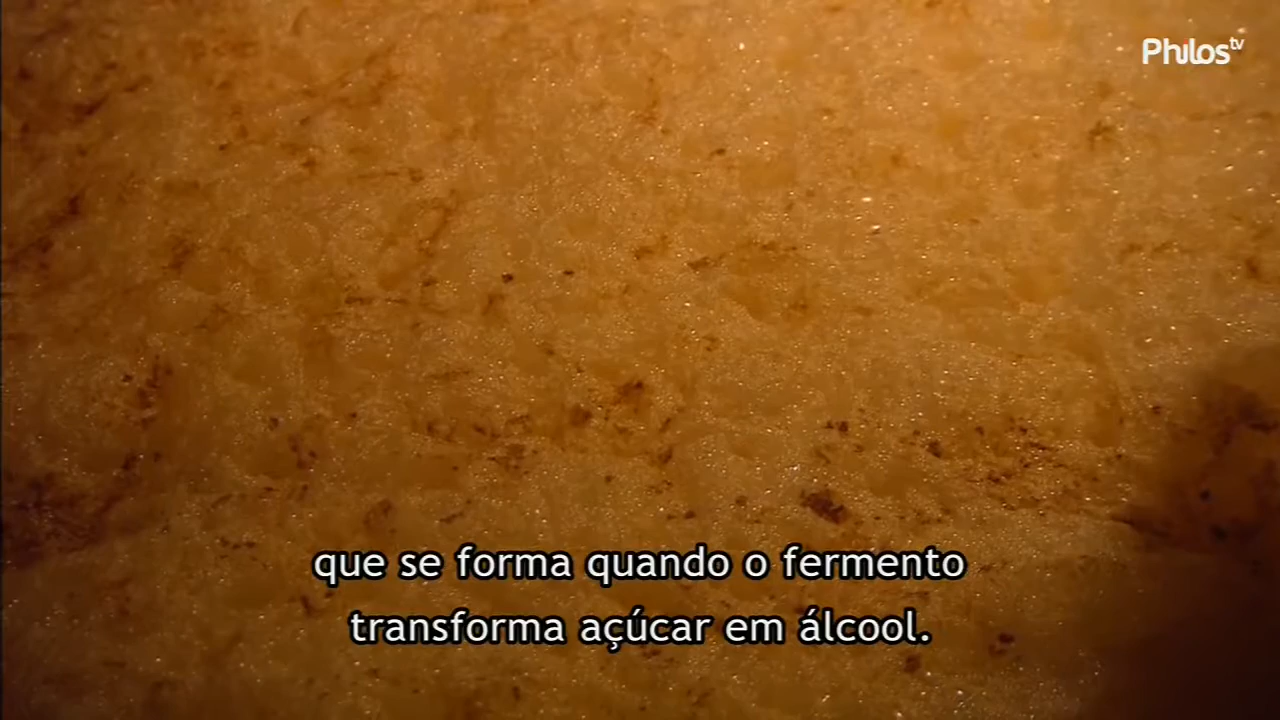 Philos tv
que se forma quando o fermento
transforma açúcar em álcool.